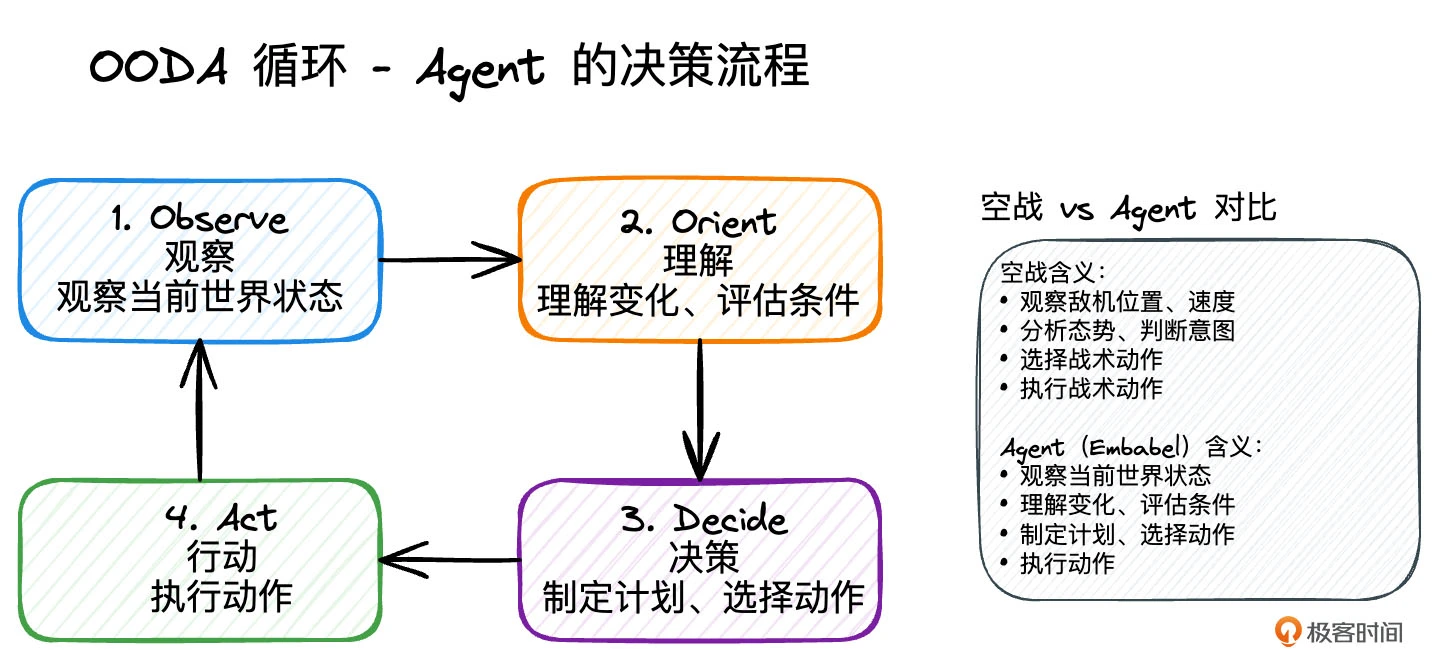 OODA 循环 - Agent 的决策流程
1. Observe
观察
观察当前世界状态
2. Orient
理解
理解变化、评估条件
3. Decide
决策
制定计划、选择动作
4. Act
行动
执行动作
空战 vs Agent 对比
空战含义：
• 观察敌机位置、速度
• 分析态势、判断意图
• 选择战术动作
• 执行战术动作
Agent（Embabel）含义：
• 观察当前世界状态
• 理解变化、评估条件
• 制定计划、选择动作
• 执行动作
极客时间